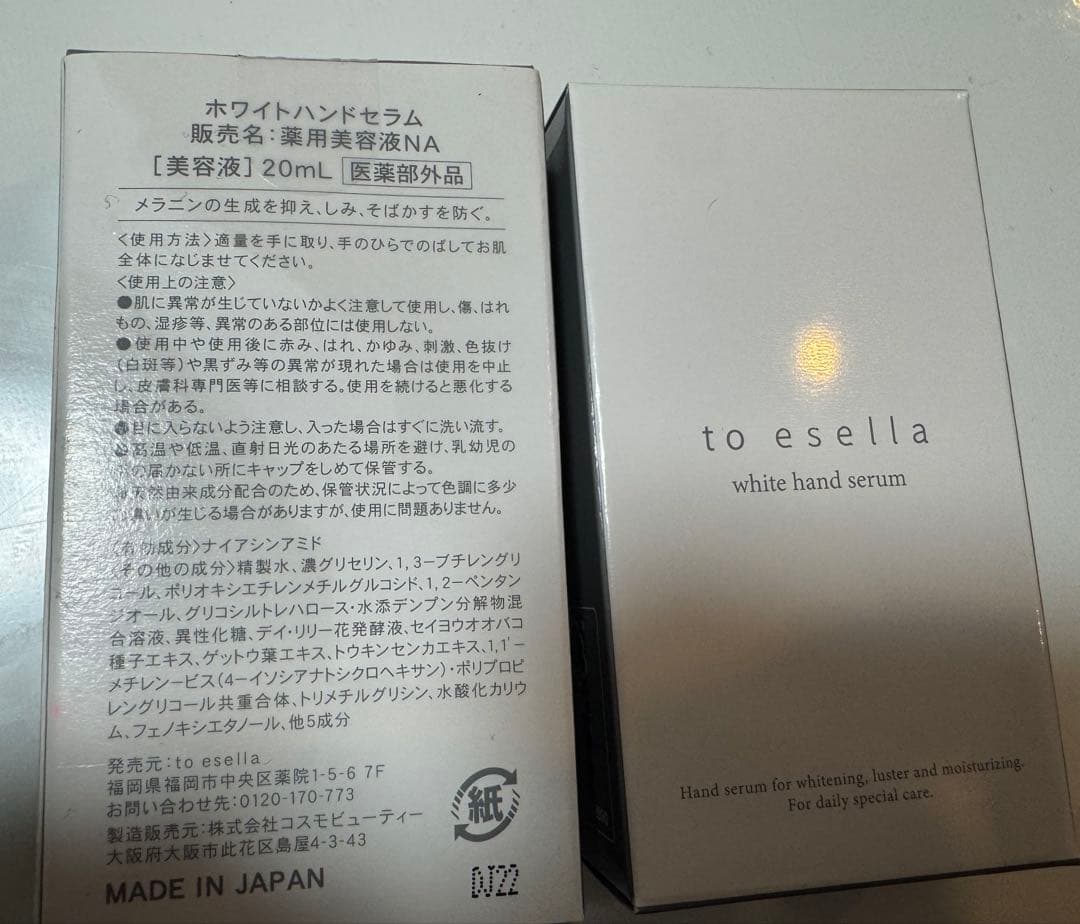 ホワイトハンドセラム
販売名：薬用美容液NA
[美容液] 20mL 医薬部外品
メラニンの生成を抑え、しみ、そばかすを防ぐ。
〈使用方法〉適量を手に取り、手のひらでのばしてお肌
全体になじませてください。
〈使用上の注意〉
●肌に異常が生じていないかよく注意して使用し、傷、はれ
もの、湿疹等、異常のある部位には使用しない。
●使用中や使用後に赤み、はれ、かゆみ、刺激、色抜け
(白斑等)や黒ずみ等の異常が現れた場合は使用を中止
し、皮膚科専門医等に相談する。使用を続けると悪化する
場合がある。
●目に入らないよう注意し、入った場合はすぐに洗い流す。
●高温や低温、直射日光のあたる場所を避け、乳幼児の
の届かない所にキャップをしめて保管する。
天然由来成分配合のため、保管状況によって色調に多少
違いが生じる場合がありますが、使用に問題ありません。
〈有効成分〉ナイアシンアミド
〈その他の成分〉精製水、濃グリセリン、1,3−ブチレングリ
コール、ポリオキシエチレンメチルグルコシド、1,2−ペンタン
ジオール、グリコシルトレハロース・水添デンプン分解物混
合溶液、異性化糖、デイ・リリー花発酵液、セイヨウオオバコ
種子エキス、ゲットウ葉エキス、トウキンセンカエキス、1,1'−
メチレン−ビス(4−イソシアナトシクロヘキサン)・ポリプロピ
レングリコール共重合体、トリメチルグリシン、水酸化カリウ
ム、フェノキシエタノール、他5成分
発売元：to esella
福岡県福岡市中央区薬院1-5-6 7F
お問い合わせ先：0120-170-773
製造販売元：株式会社コスモビューティー
大阪府大阪市此花区島屋4-3-43
MADE IN JAPAN
紙
DJ22
to esella
white hand serum
Hand serum for whitening, luster and moisturizing.
For daily special care.